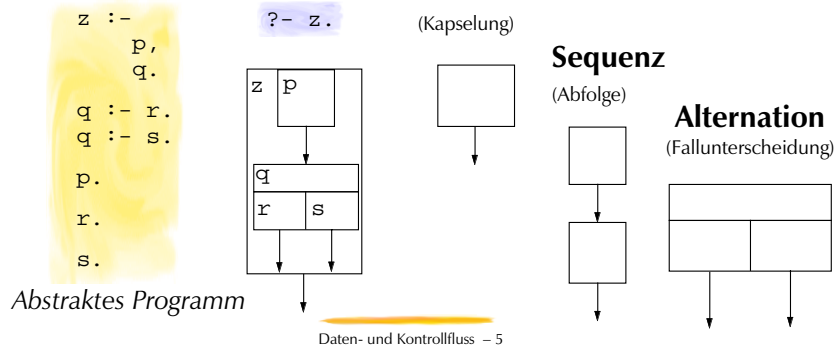 z :-
p,
q.
q :- r.
q :- s.
p.
r.
s.
Abstraktes Programm
?- z.
z p
q
r s
(Kapselung)
Sequenz
(Abfolge)
Alternation
(Fallunterscheidung)
Daten- und Kontrollfluss – 5